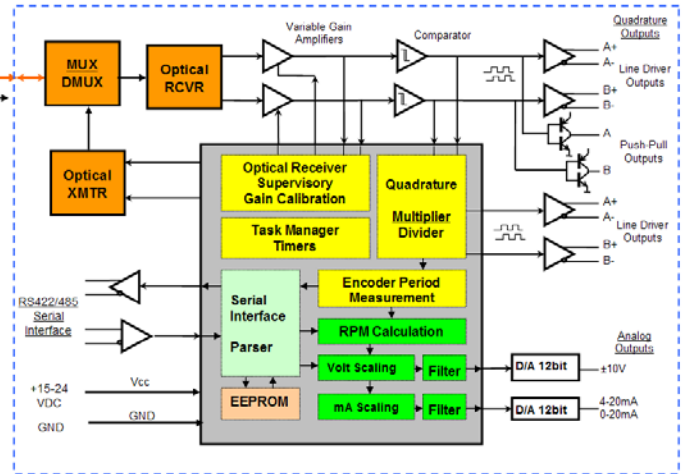 Variable Gain
Amplifiers
Comparator
Quadrature
Outputs
MUX
DMUX
Optical
RCVR
A+
A-
Line Driver
Outputs
B+
B-
A
Push-Pull
Outputs
B
Optical
XMTR
Optical Receiver
Supervisory
Gain Calibration
Quadrature
Multiplier
Divider
Task Manager
Timers
A+
A-
Line Driver
Outputs
B+
B-
RS422/485
Serial
Interface
Serial
Interface
Parser
Encoder Period
Measurement
RPM Calculation
Analog
Outputs
Volt Scaling
Filter
D/A 12bit
±10V
EEPROM
mA Scaling
Filter
D/A 12bit
4-20mA
0-20mA
+15-24
VDC
Vcc
GND
GND